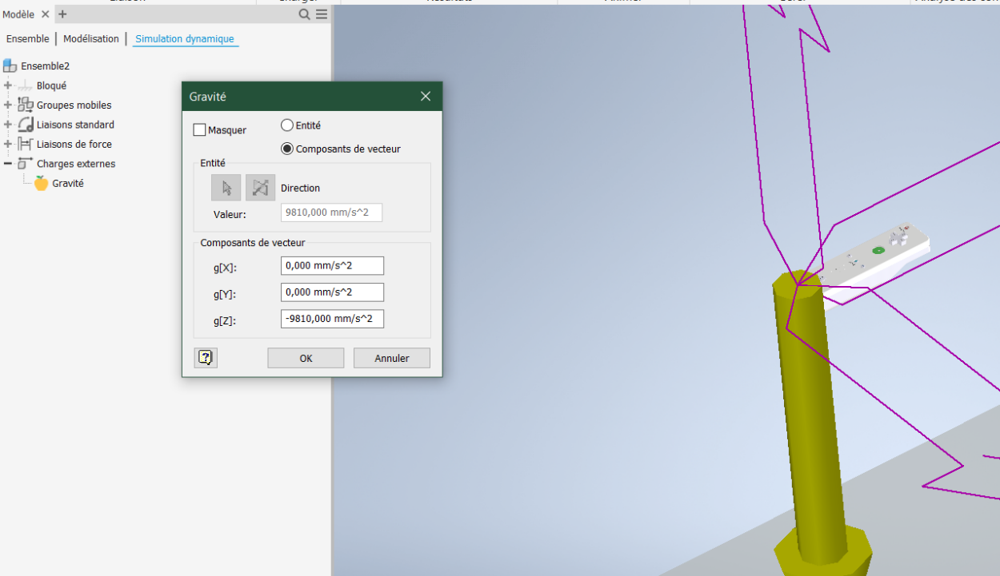 Modèle
Ensemble | Modélisation | Simulation dynamique
Ensemble2
Bloqué
Groupes mobiles
Liaisons standard
Liaisons de force
Charges externes
Gravité
Gravité
Masquer
Entité
Composants de vecteur
Entité
Direction
Valeur: 9810,000 mm/s^2
Composants de vecteur
g[X]: 0,000 mm/s^2
g[Y]: 0,000 mm/s^2
g[Z]: -9810,000 mm/s^2
OK
Annuler